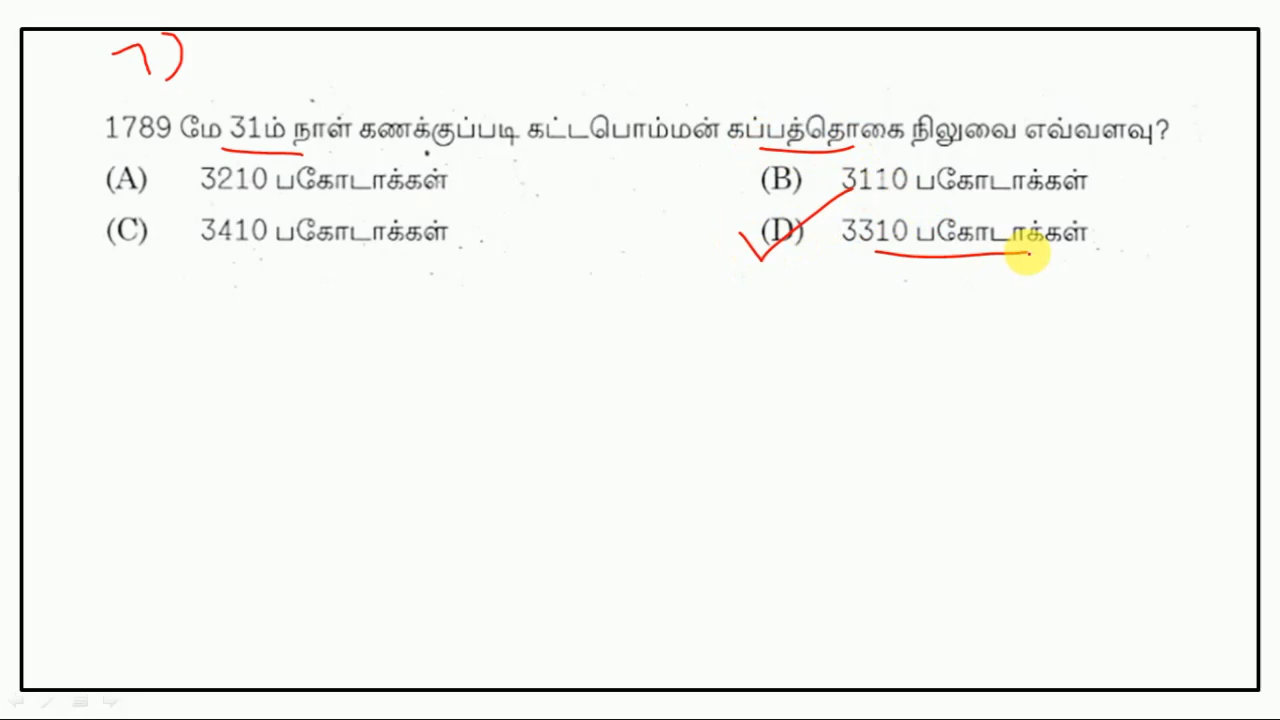 7)
1789 மே 31ம் நாள் கணக்குப்படி கட்டபொம்மன் கப்பத்தொகை நிலுவை எவ்வளவு?
(A) 3210 பகோடாக்கள் (B) 3110 பகோடாக்கள்
(C) 3410 பகோடாக்கள் (D) 3310 பகோடாக்கள்